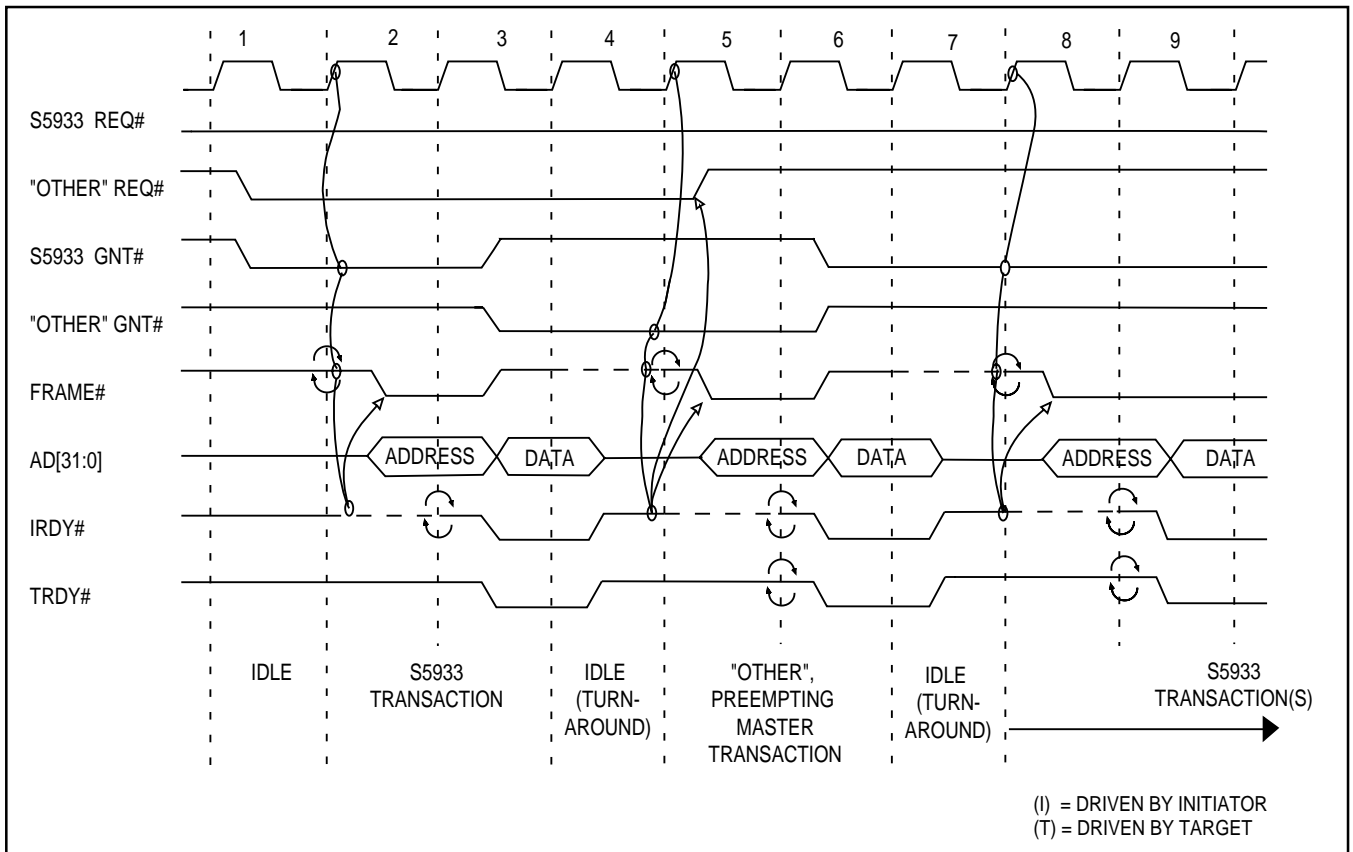 1 2 3 4 5 6 7 8 9
S5933 REQ#
"OTHER" REQ#
S5933 GNT#
"OTHER" GNT#
FRAME#
AD[31:0]
ADDRESS DATA ADDRESS DATA ADDRESS DATA
IRDY#
TRDY#
IDLE
S5933
TRANSACTION
IDLE
(TURN-
AROUND)
"OTHER",
PREEMPTING
MASTER
TRANSACTION
IDLE
(TURN-
AROUND)
S5933
TRANSACTION(S)
(I) = DRIVEN BY INITIATOR
(T) = DRIVEN BY TARGET